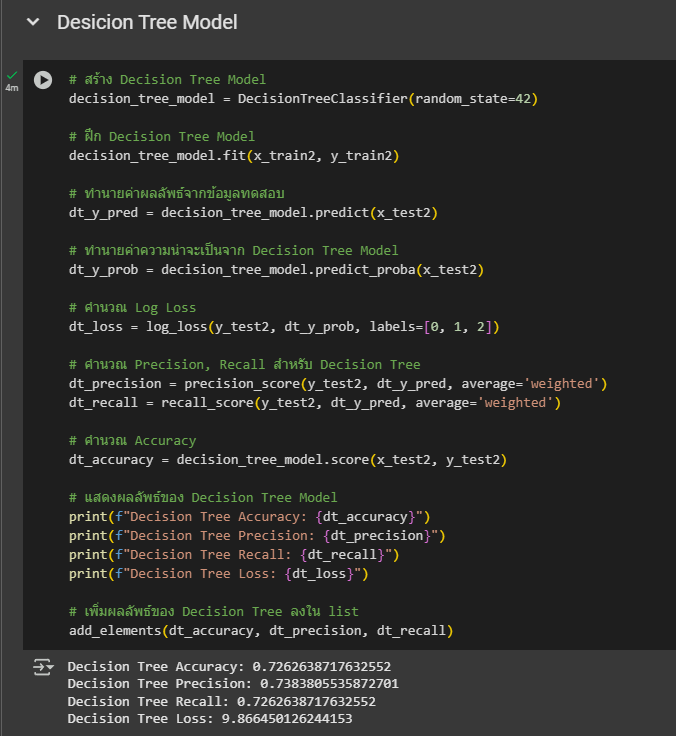 Desicion Tree Model
4m
# สร้าง Decision Tree Model
decision_tree_model = DecisionTreeClassifier(random_state=42)
# ฝึก Decision Tree Model
decision_tree_model.fit(x_train2, y_train2)
# ทำนายค่าผลลัพธ์จากข้อมูลทดสอบ
dt_y_pred = decision_tree_model.predict(x_test2)
# ทำนายค่าความน่าจะเป็นจาก Decision Tree Model
dt_y_prob = decision_tree_model.predict_proba(x_test2)
# คำนวณ Log Loss
dt_loss = log_loss(y_test2, dt_y_prob, labels=[0, 1, 2])
# คำนวณ Precision, Recall สำหรับ Decision Tree
dt_precision = precision_score(y_test2, dt_y_pred, average='weighted')
dt_recall = recall_score(y_test2, dt_y_pred, average='weighted')
# คำนวณ Accuracy
dt_accuracy = decision_tree_model.score(x_test2, y_test2)
# แสดงผลลัพธ์ของ Decision Tree Model
print(f"Decision Tree Accuracy: {dt_accuracy}")
print(f"Decision Tree Precision: {dt_precision}")
print(f"Decision Tree Recall: {dt_recall}")
print(f"Decision Tree Loss: {dt_loss}")
# เพิ่มผลลัพธ์ของ Decision Tree ลงใน list
add_elements(dt_accuracy, dt_precision, dt_recall)
Decision Tree Accuracy: 0.7262638717632552
Decision Tree Precision: 0.7383805535872701
Decision Tree Recall: 0.7262638717632552
Decision Tree Loss: 9.866450126244153